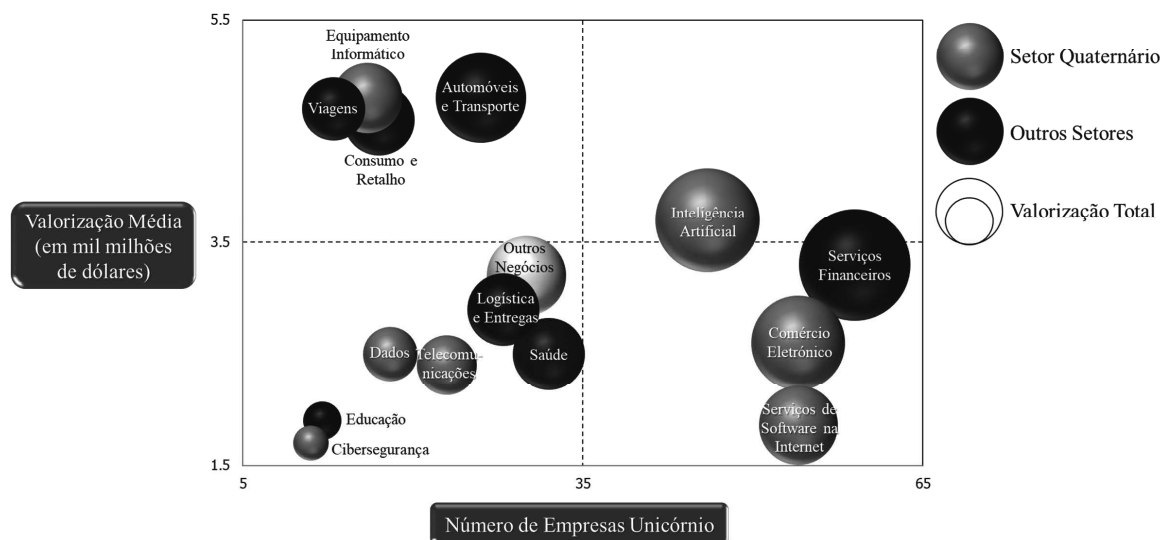 5.5
Equipamento
Informático
Viagens
Automóveis
e Transporte
Consumo e
Retalho
Setor Quaternário
Outros Setores
Valorização Total
Valorização Média
(em mil milhões
de dólares)
3.5
Inteligência
Artificial
Outros
Negócios
Serviços
Financeiros
Logística
e Entregas
Dados
Telecomu-
nicações
Saúde
Comércio
Eletrónico
Educação
Cibersegurança
Serviços de
Software na
Internet
1.5
5
35
65
Número de Empresas Unicórnio